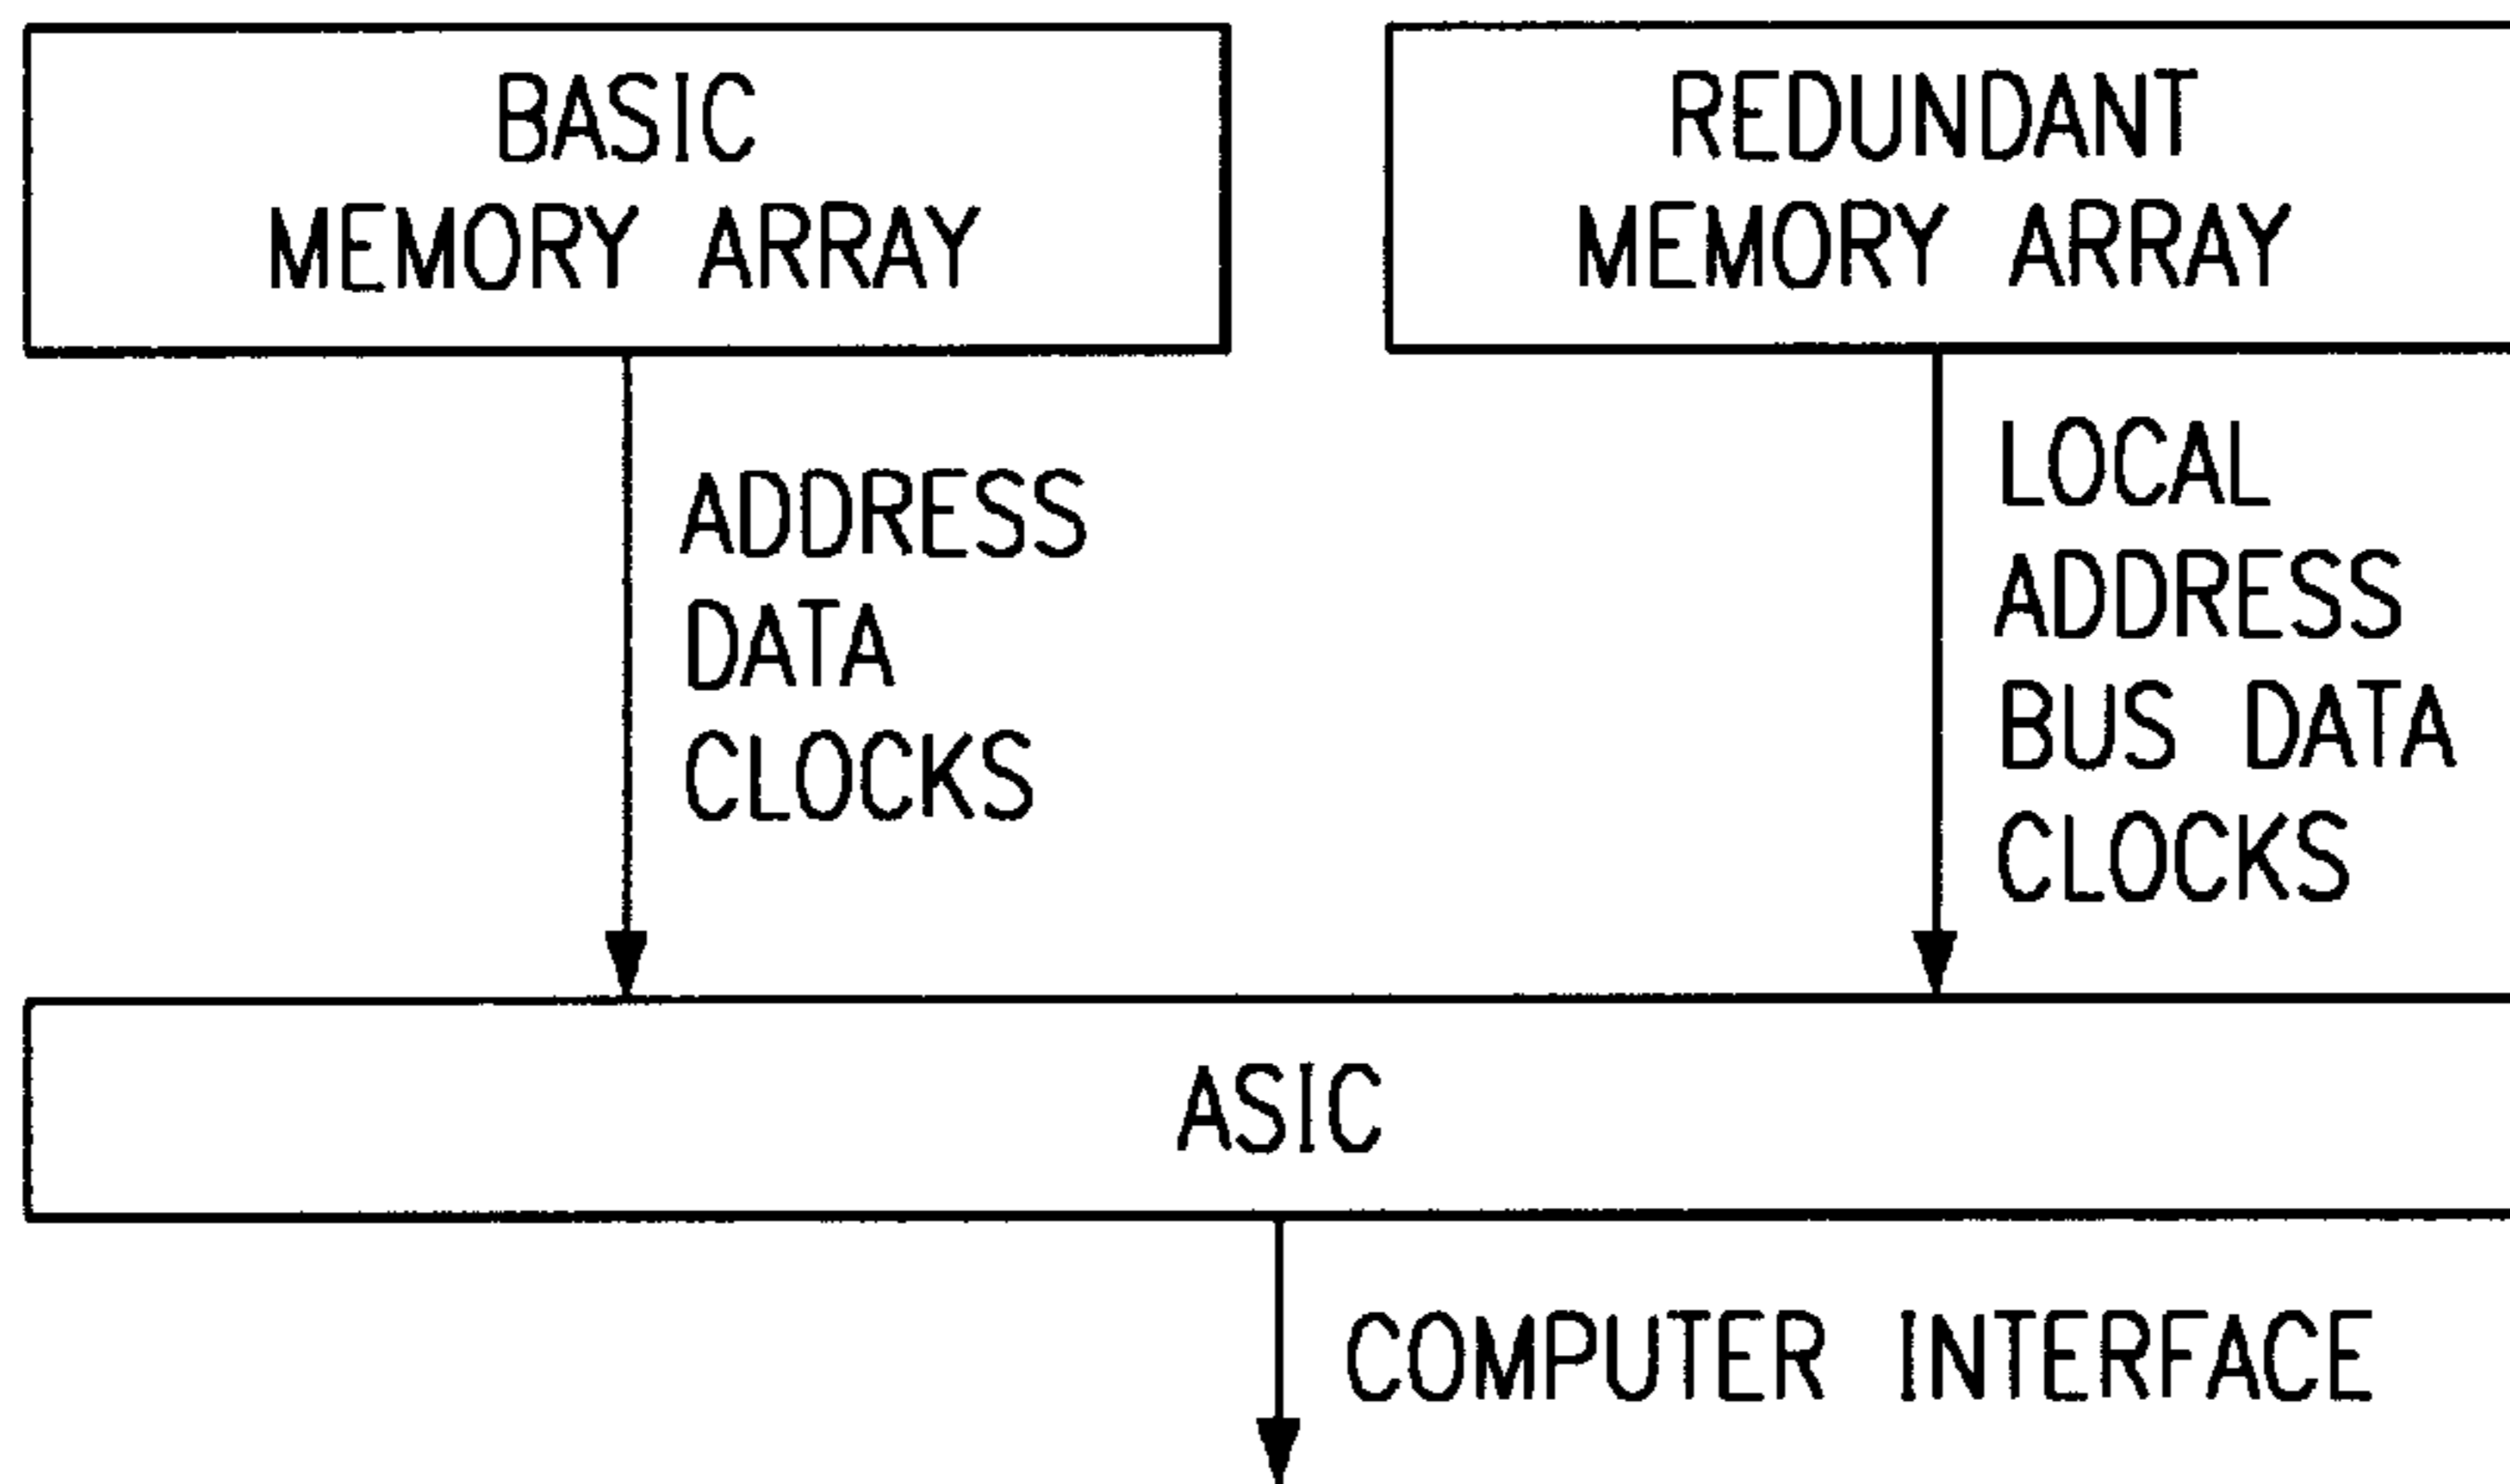 BASIC
MEMORY ARRAY
REDUNDANT
MEMORY ARRAY
ADDRESS
DATA
CLOCKS
LOCAL
ADDRESS
BUS DATA
CLOCKS
ASIC
COMPUTER INTERFACE